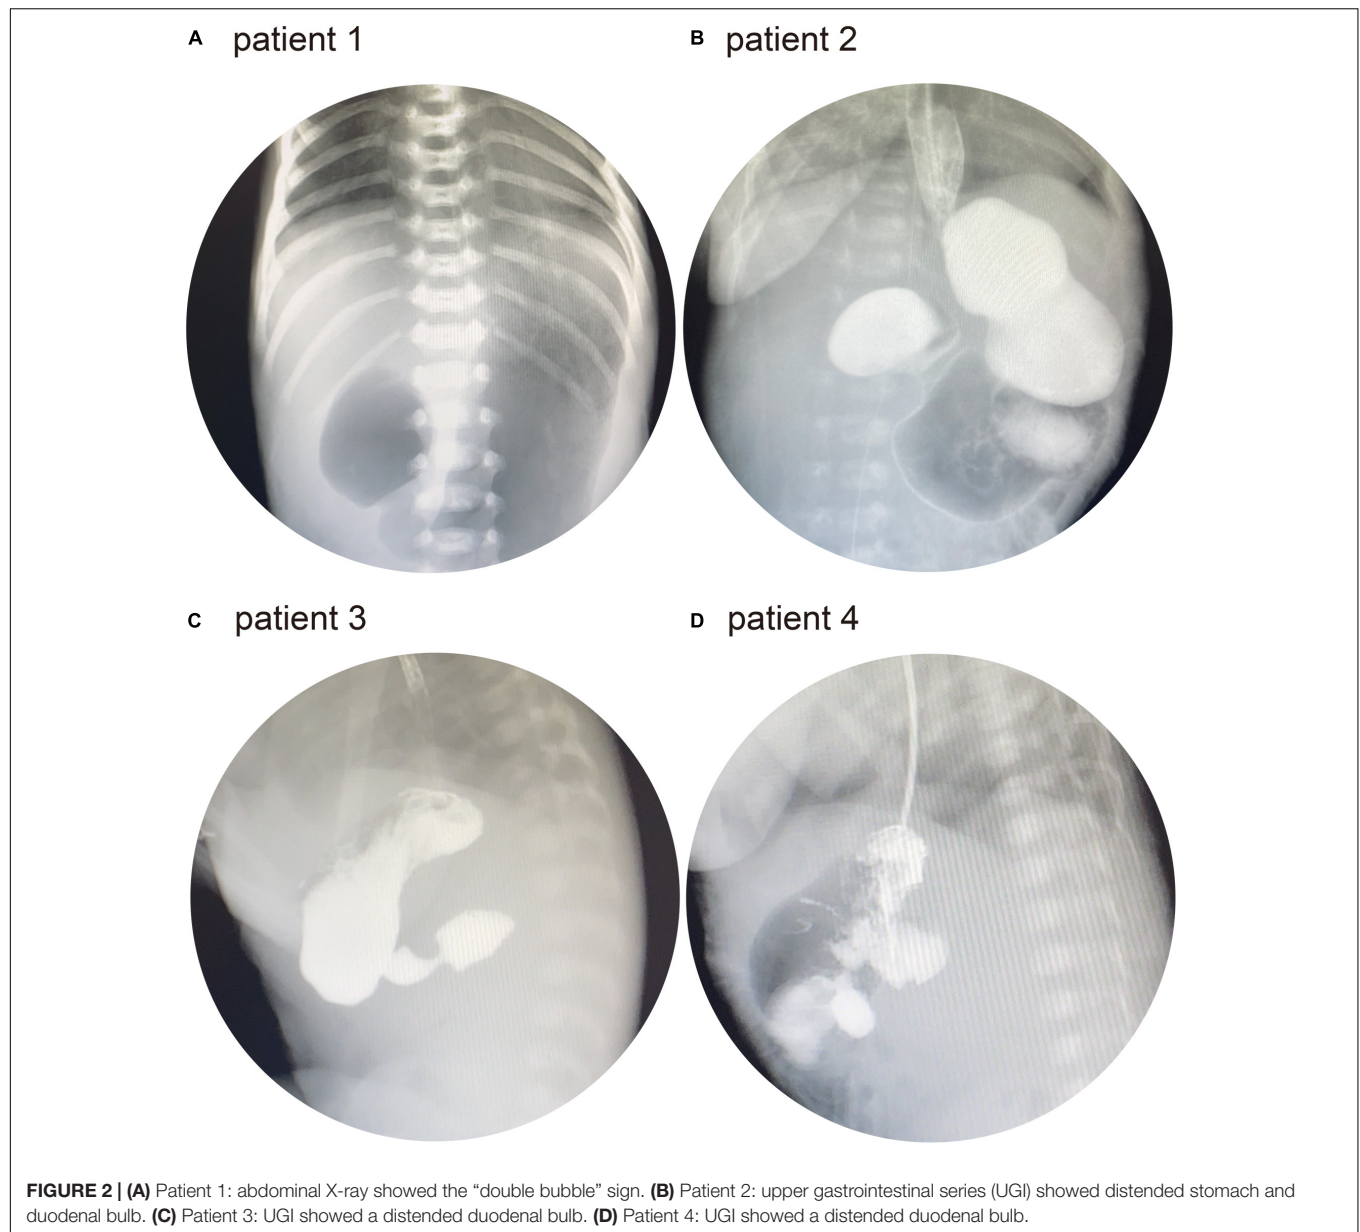 A patient 1
B patient 2
C patient 3
D patient 4
FIGURE 2 | (A) Patient 1: abdominal X-ray showed the “double bubble” sign. (B) Patient 2: upper gastrointestinal series (UGI) showed distended stomach and
duodenal bulb. (C) Patient 3: UGI showed a distended duodenal bulb. (D) Patient 4: UGI showed a distended duodenal bulb.